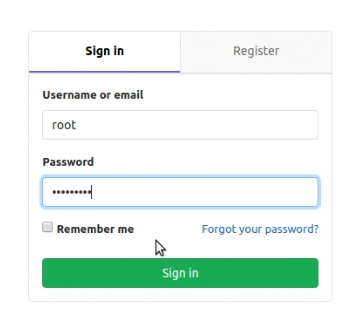 Sign in Register
Username or email
root
Password
•••••••••
Remember me Forgot your password?
Sign in